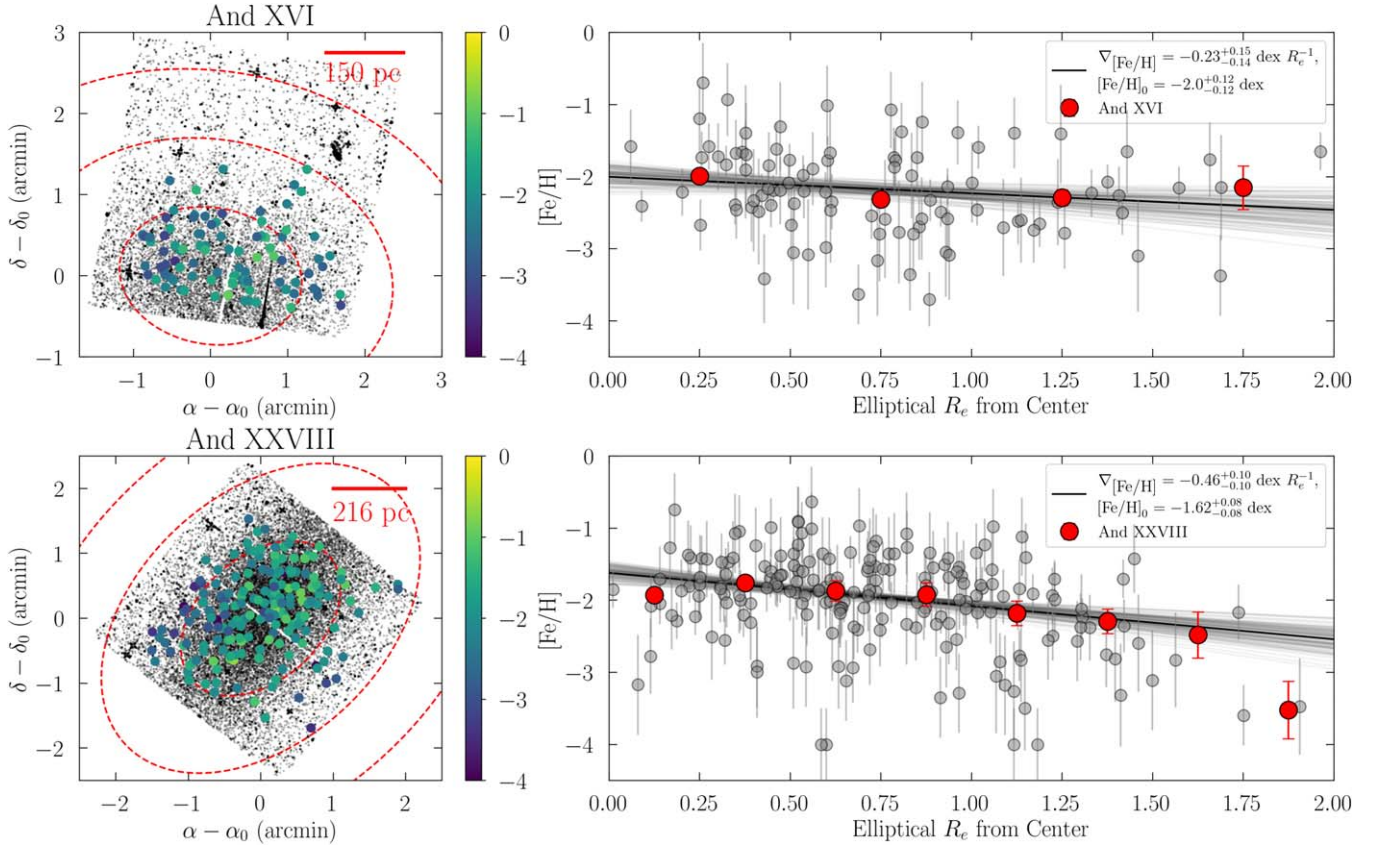 And XVI
150 pc
3
2
1
0
−1
δ − δ0 (arcmin)
−1
0
1
2
3
α − α0 (arcmin)
0
−1
−2
−3
−4
[Fe/H]
0
−1
−2
−3
−4
∇[Fe/H] = −0.23+0.15−0.14 dex Re−1,
[Fe/H]0 = −2.0+0.12−0.12 dex
And XVI
0.00 0.25 0.50 0.75 1.00 1.25 1.50 1.75 2.00
Elliptical Re from Center
And XXVIII
216 pc
2
1
0
−1
−2
δ − δ0 (arcmin)
−2
−1
0
1
2
α − α0 (arcmin)
0
−1
−2
−3
−4
[Fe/H]
0
−1
−2
−3
−4
∇[Fe/H] = −0.46+0.10−0.10 dex Re−1,
[Fe/H]0 = −1.62+0.08−0.08 dex
And XXVIII
0.00 0.25 0.50 0.75 1.00 1.25 1.50 1.75 2.00
Elliptical Re from Center